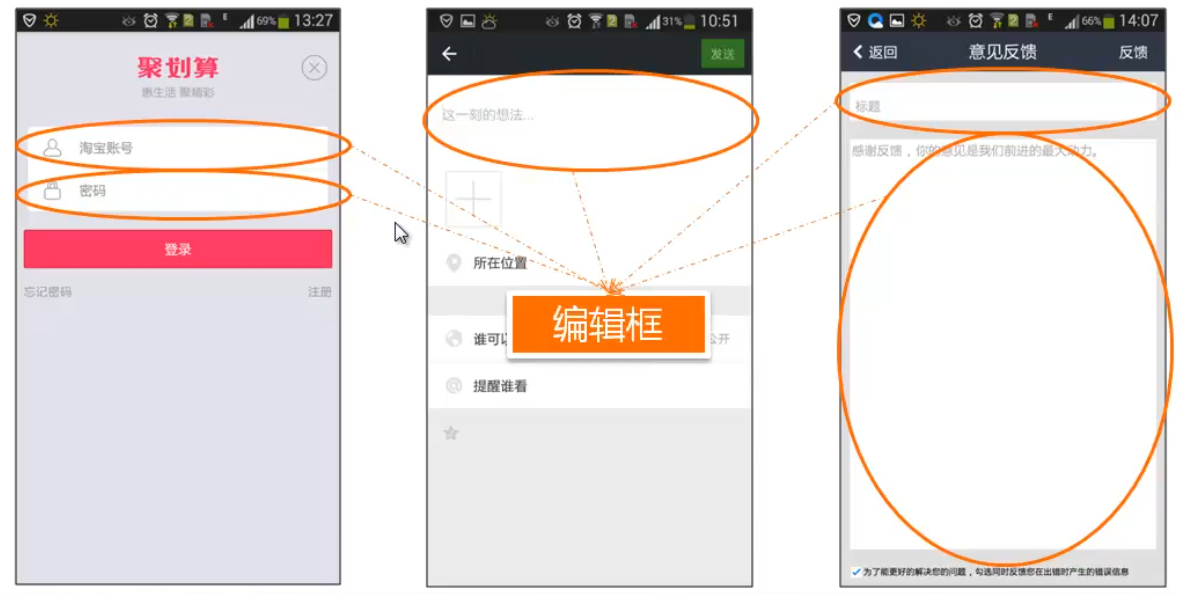 69% 13:27
聚划算
惠生活 聚精彩
淘宝账号
密码
登录
忘记密码 注册
31% 10:51
发送
这一刻的想法...
所在位置
谁可以 公开
提醒谁看
编辑框
66% 14:07
返回 意见反馈 反馈
标题
感谢反馈，你的意见是我们前进的最大动力。
为了能更好的解决您的问题，勾选同时反馈您在出错时产生的错误信息